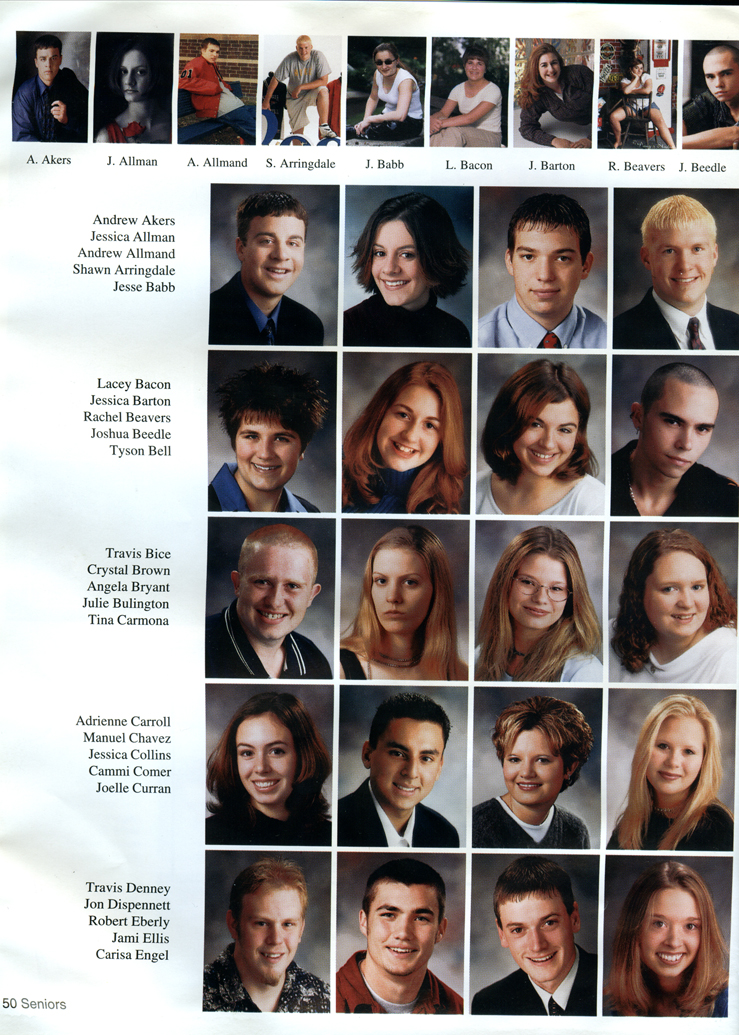 A. Akers J. Allman A. Allmand S. Arringdale J. Babb L. Bacon J. Barton R. Beavers J. Beedle
Andrew Akers
Jessica Allman
Andrew Allmand
Shawn Arringdale
Jesse Babb
Lacey Bacon
Jessica Barton
Rachel Beavers
Joshua Beedle
Tyson Bell
Travis Bice
Crystal Brown
Angela Bryant
Julie Bulington
Tina Carmona
Adrienne Carroll
Manuel Chavez
Jessica Collins
Cammi Comer
Joelle Curran
Travis Denney
Jon Dispennett
Robert Eberly
Jami Ellis
Carisa Engel
50 Seniors